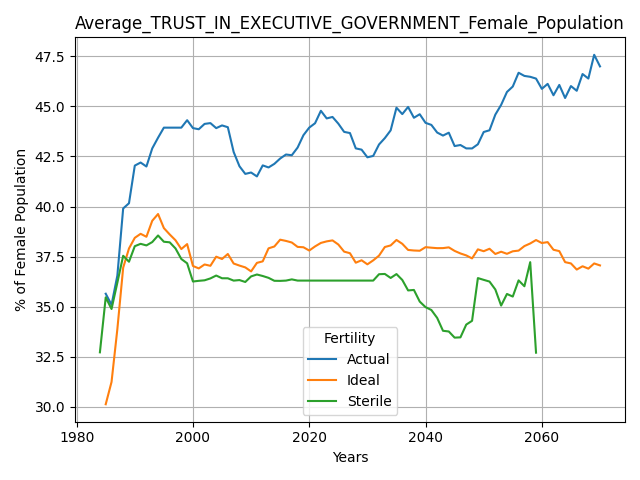 Average_TRUST_IN_EXECUTIVE_GOVERNMENT_Female_Population
% of Female Population
47.5
45.0
42.5
40.0
37.5
35.0
32.5
30.0
Fertility
Actual
Ideal
Sterile
1980
2000
2020
2040
2060
Years